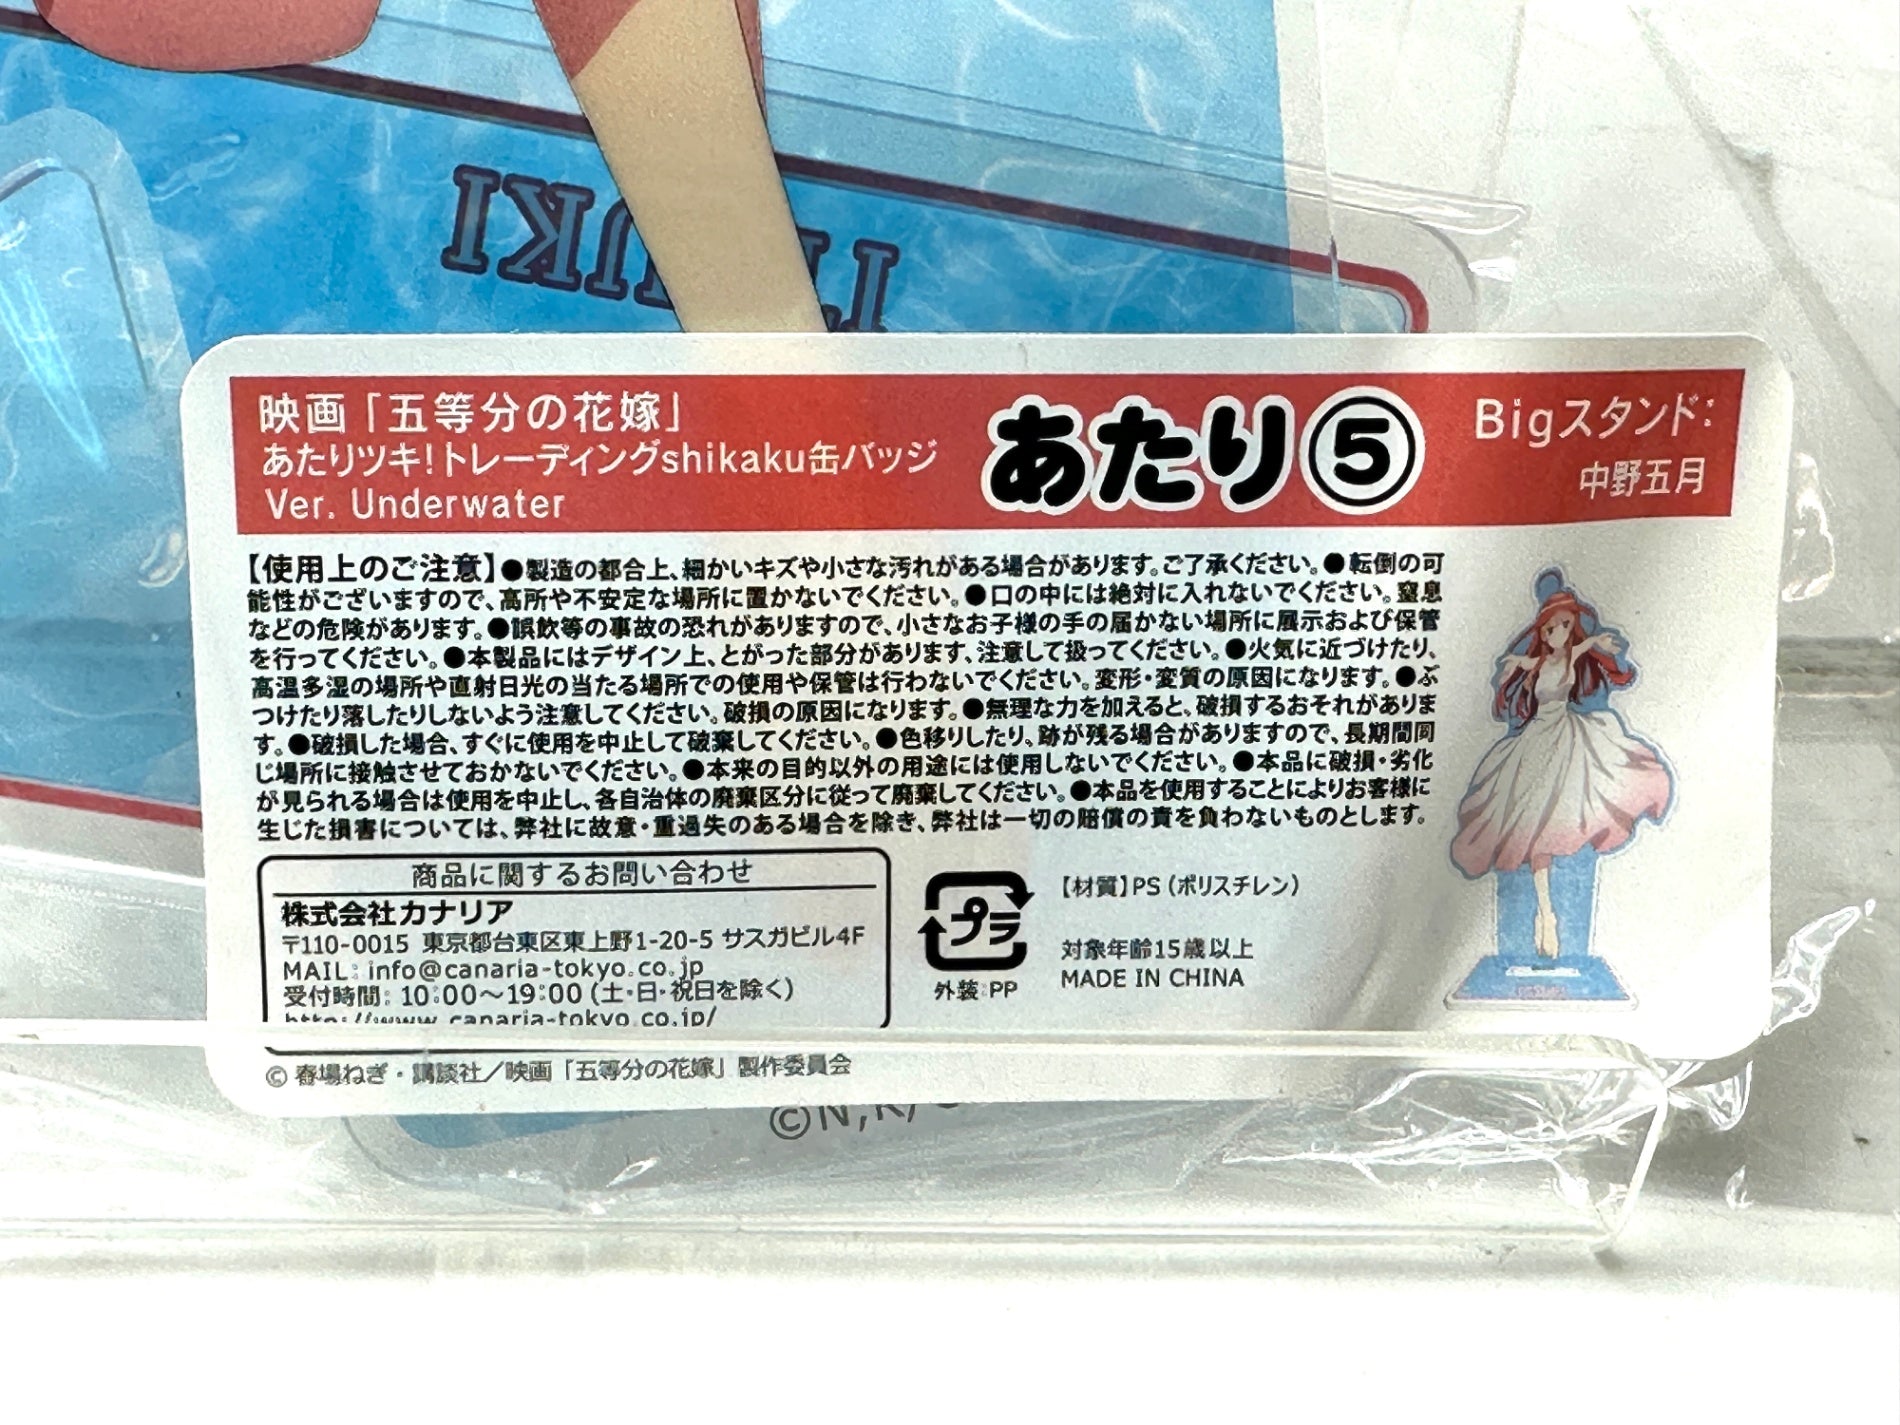 映画「五等分の花嫁」
あたりツキ!トレーディングshikaku缶バッジ
Ver. Underwater
あたり⑤
Bigスタンド:
中野五月
【使用上のご注意】●製造の都合上、細かいキズや小さな汚れがある場合があります。ご了承ください。●転倒の可
能性がございますので、高所や不安定な場所に置かないでください。●口の中には絶対に入れないでください。窒息
などの危険があります。●誤飲等の事故の恐れがありますので、小さなお子様の手の届かない場所に展示および保管
を行ってください。●本製品にはデザイン上、とがった部分があります、注意して扱ってください。●火気に近づけたり、
高温多湿の場所や直射日光の当たる場所での使用や保管は行わないでください。変形・変質の原因になります。●ぶ
つけたり落したりしないよう注意してください。破損の原因になります。●無理な力を加えると、破損するおそれがありま
す。●破損した場合、すぐに使用を中止して破棄してください。●色移りしたり、跡が残る場合がありますので、長期間同
じ場所に接触させておかないでください。●本来の目的以外の用途には使用しないでください。●本品に破損・劣化
が見られる場合は使用を中止し、各自治体の廃棄区分に従って廃棄してください。●本品を使用することによりお客様に
生じた損害については、弊社に故意・重過失のある場合を除き、弊社は一切の賠償の責を負わないものとします。
商品に関するお問い合わせ
株式会社カナリア
〒110-0015 東京都台東区東上野1-20-5 サスガビル4F
MAIL: info@canaria-tokyo.co.jp
受付時間: 10:00〜19:00(土・日・祝日を除く)
http://www.canaria-tokyo.co.jp/
プラ
外装:PP
【材質】PS(ポリスチレン)
対象年齢15歳以上
MADE IN CHINA
© 春場ねぎ・講談社/映画「五等分の花嫁」製作委員会